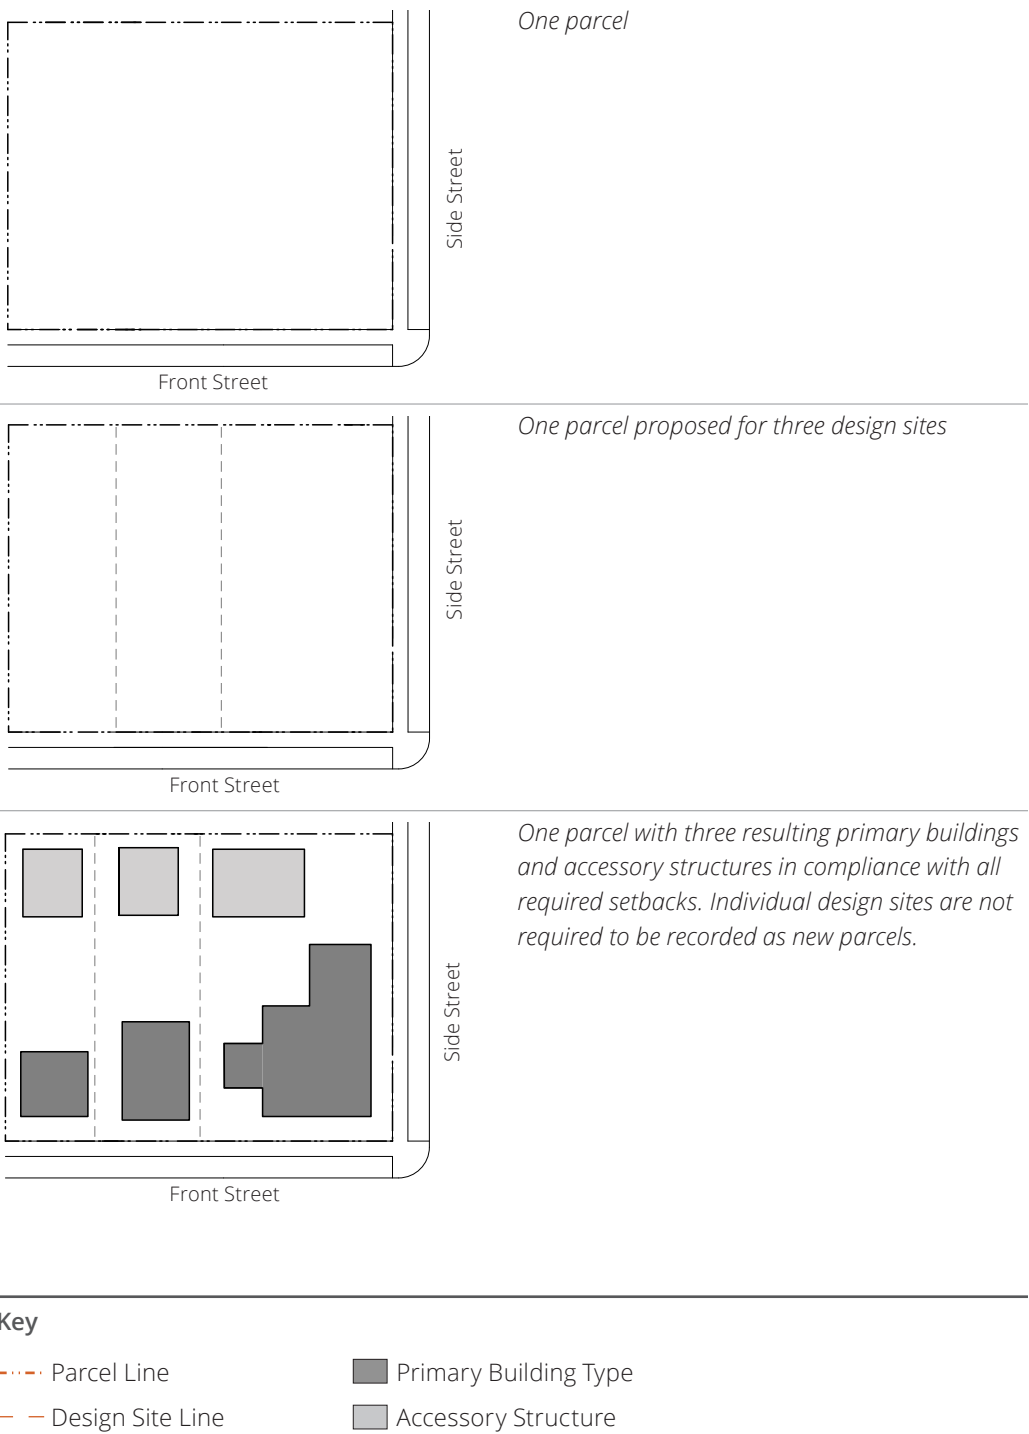 One parcel
Side Street
Front Street
One parcel proposed for three design sites
Side Street
Front Street
One parcel with three resulting primary buildings
and accessory structures in compliance with all
required setbacks. Individual design sites are not
required to be recorded as new parcels.
Side Street
Front Street
Key
Parcel Line
Primary Building Type
Design Site Line
Accessory Structure